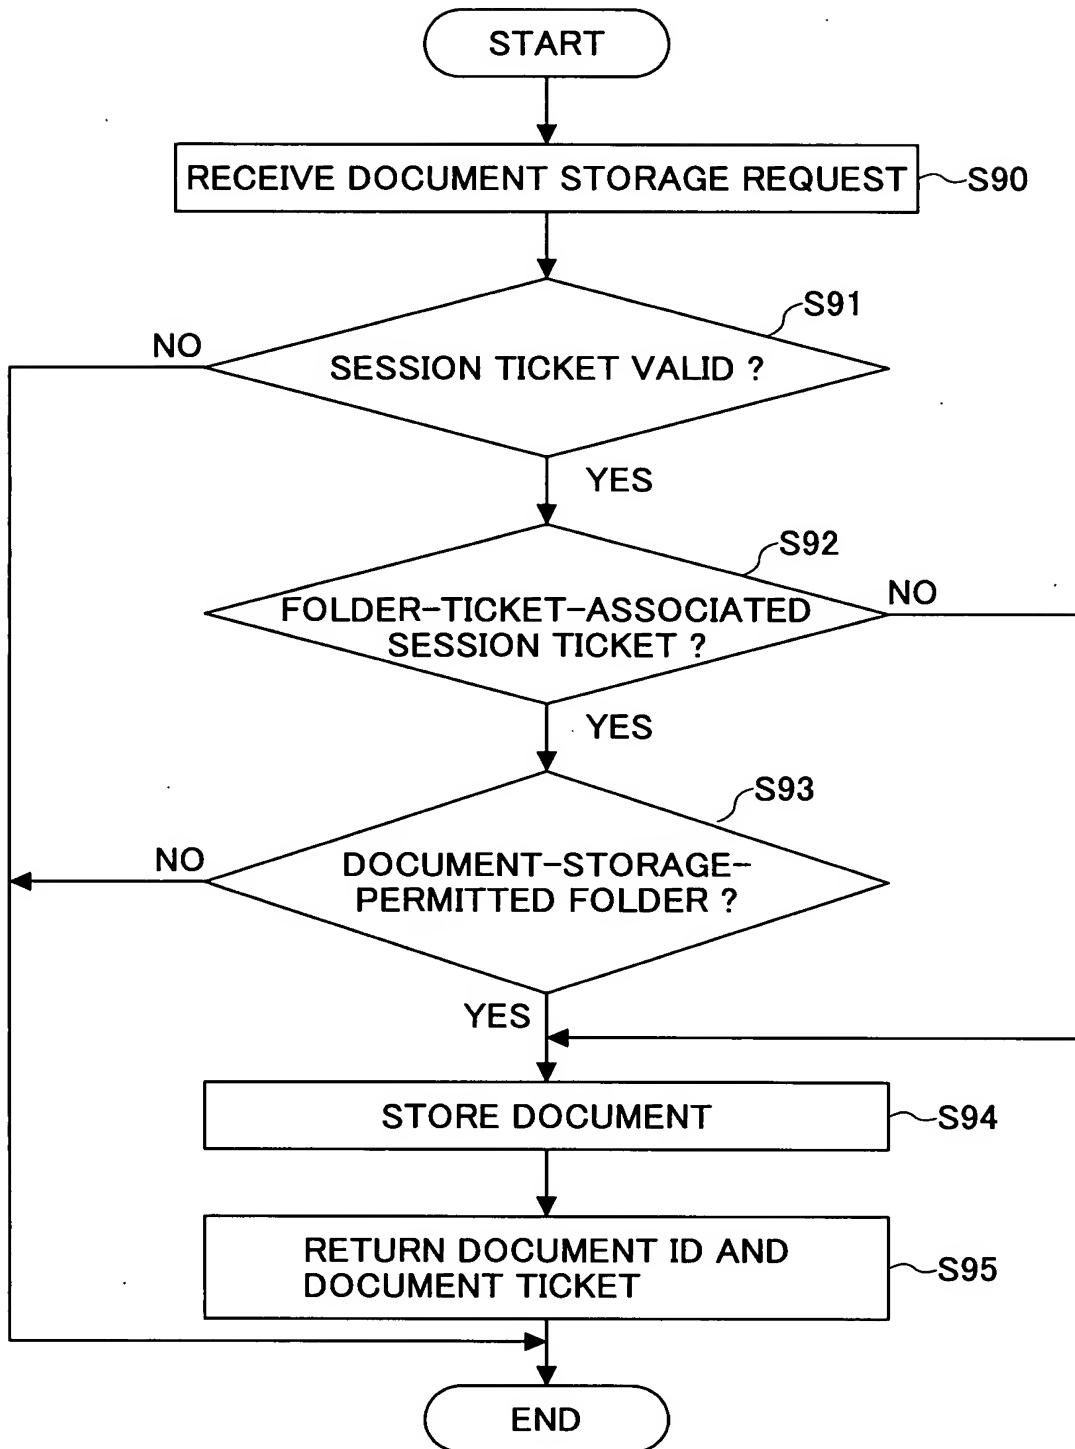 START
RECEIVE DOCUMENT STORAGE REQUEST
S90
S91
NO
SESSION TICKET VALID ?
YES
S92
NO
FOLDER-TICKET-ASSOCIATED
SESSION TICKET ?
YES
S93
NO
DOCUMENT-STORAGE-
PERMITTED FOLDER ?
YES
STORE DOCUMENT
S94
RETURN DOCUMENT ID AND
DOCUMENT TICKET
S95
END